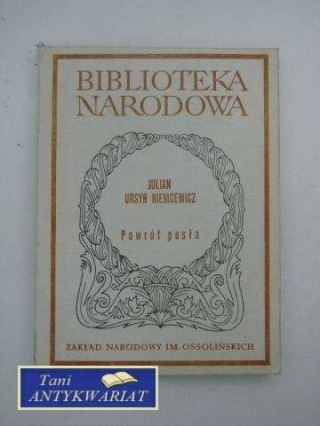 BIBLIOTEKA
NARODOWA
JULIAN
URSYN NIEMCEWICZ
Powrót posła
ZAKŁAD NARODOWY IM. OSSOLIŃSKICH
Tani
ANTYKWARIAT